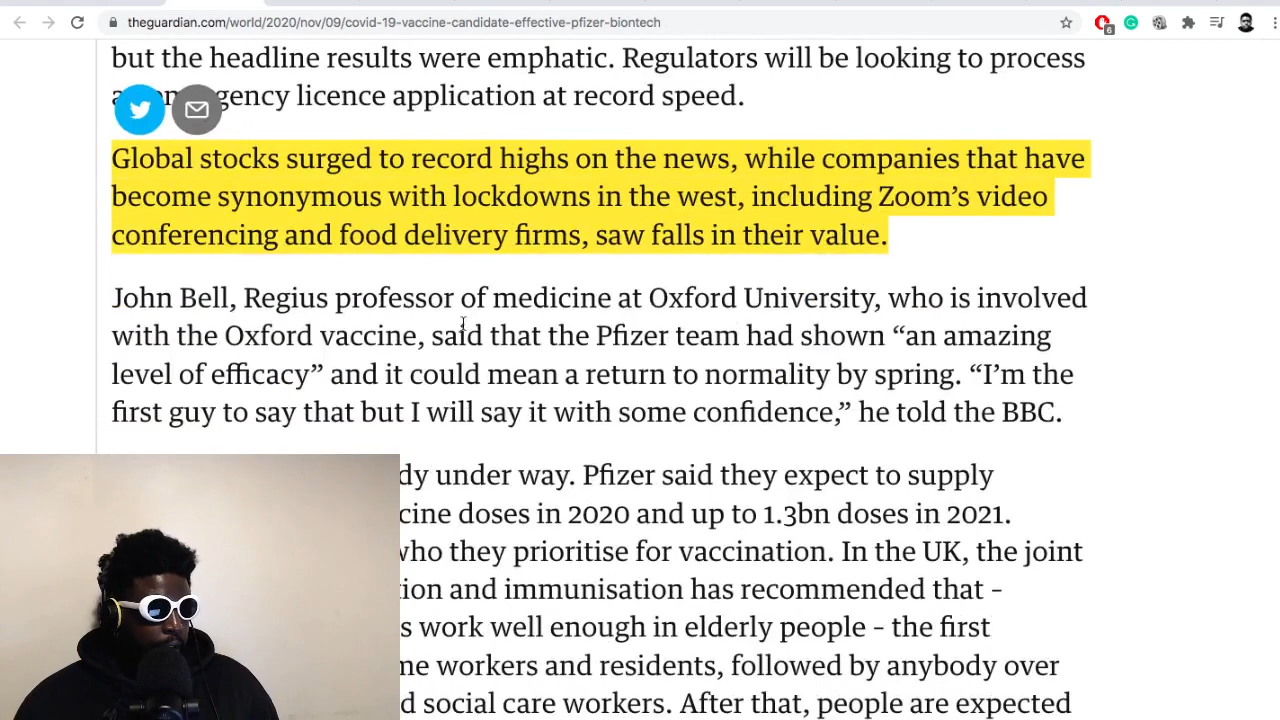 theguardian.com/world/2020/nov/09/covid-19-vaccine-candidate-effective-pfizer-biontech
6
but the headline results were emphatic. Regulators will be looking to process
licence application at record speed.
Global stocks surged to record highs on the news, while companies that have
become synonymous with lockdowns in the west, including Zoom’s video
conferencing and food delivery firms, saw falls in their value.
John Bell, Regius professor of medicine at Oxford University, who is involved
with the Oxford vaccine, said that the Pfizer team had shown “an amazing
level of efficacy” and it could mean a return to normality by spring. “I’m the
first guy to say that but I will say it with some confidence,” he told the BBC.
dy under way. Pfizer said they expect to supply
cine doses in 2020 and up to 1.3bn doses in 2021.
who they prioritise for vaccination. In the UK, the joint
tion and immunisation has recommended that –
s work well enough in elderly people – the first
me workers and residents, followed by anybody over
d social care workers. After that, people are expected